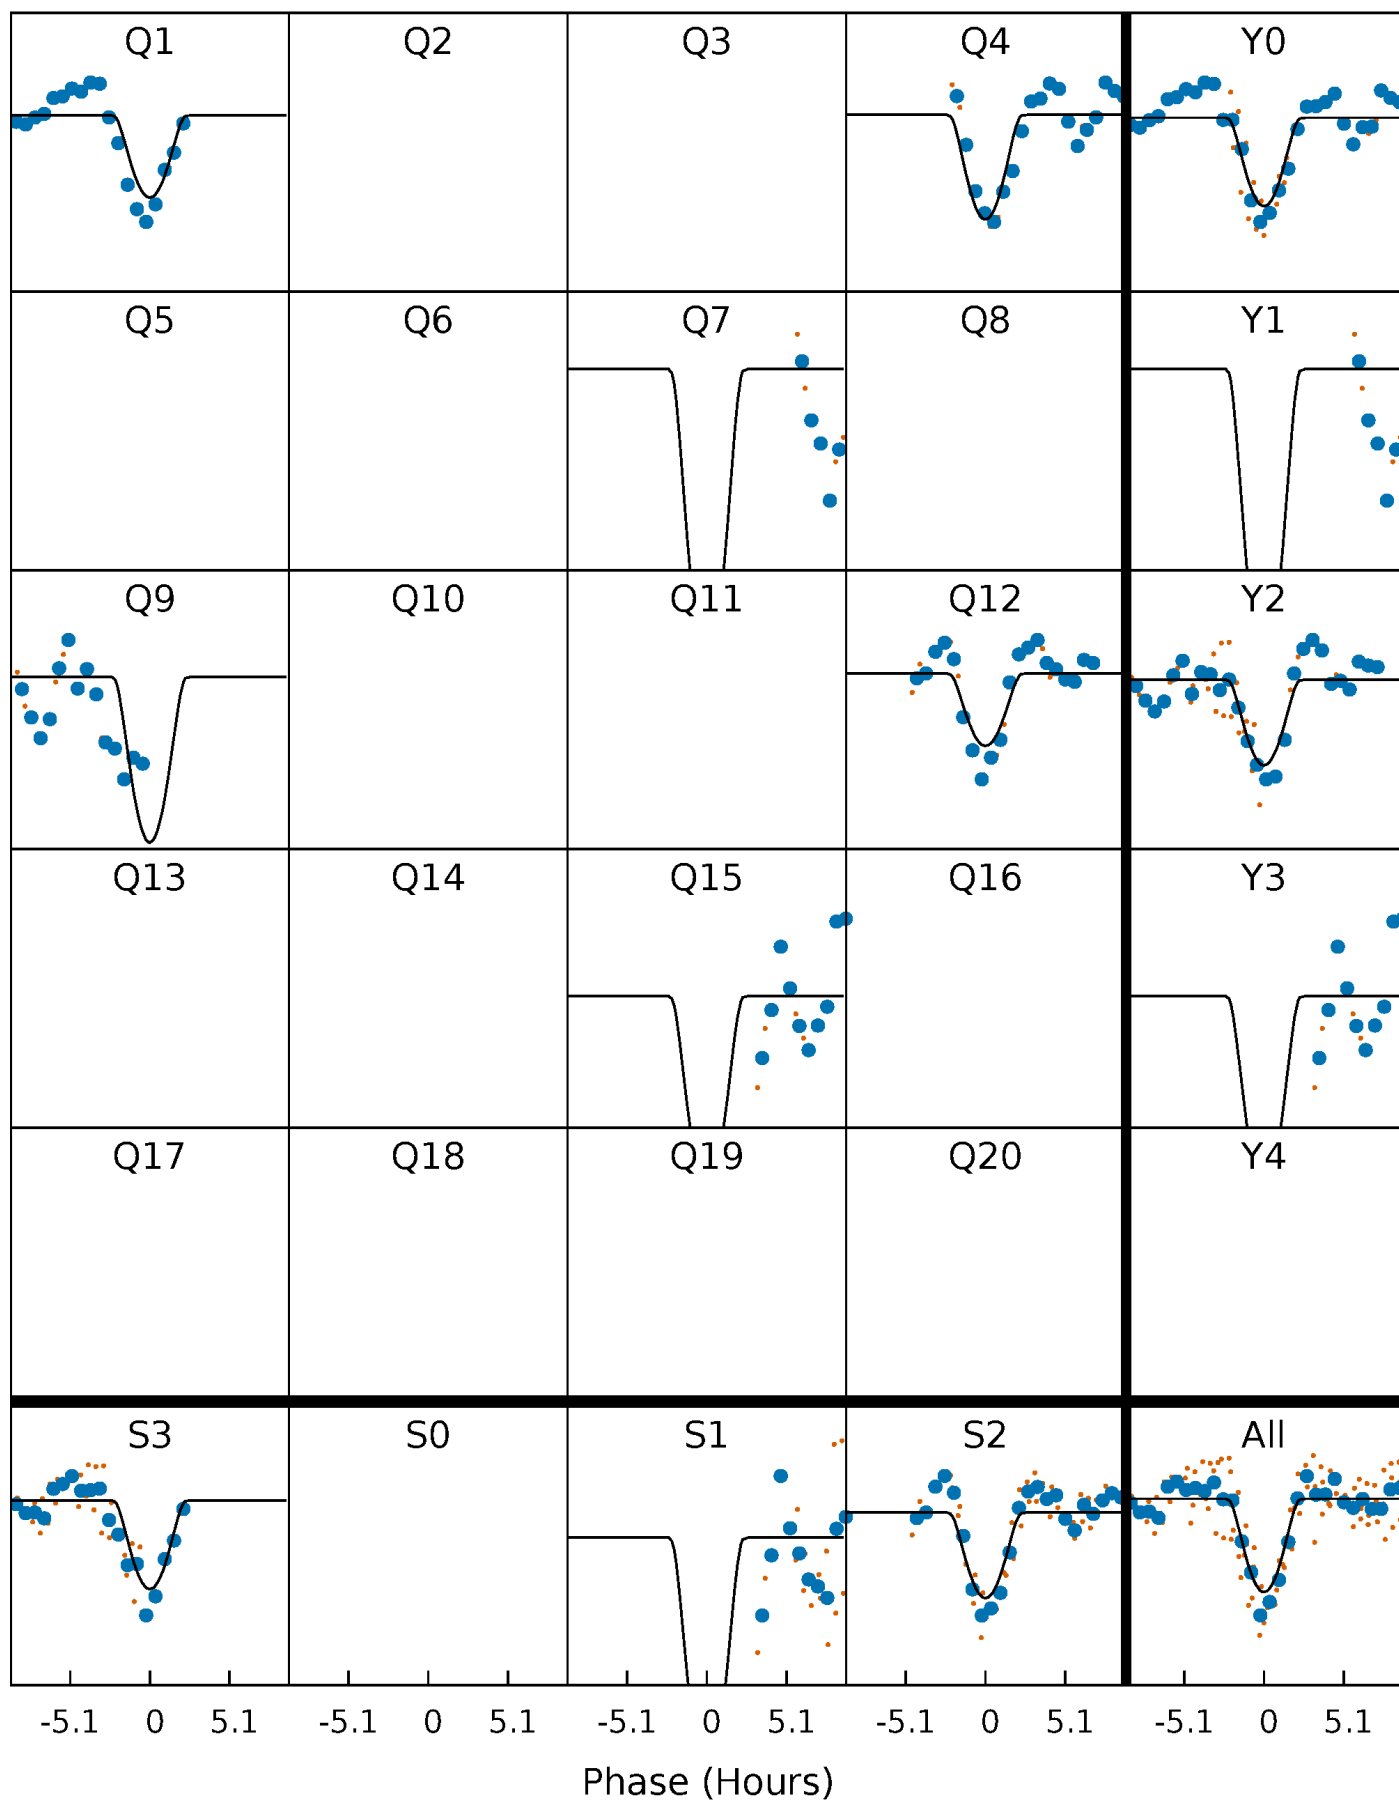 Q1 Q2 Q3 Q4 Y0
Q5 Q6 Q7 Q8 Y1
Q9 Q10 Q11 Q12 Y2
Q13 Q14 Q15 Q16 Y3
Q17 Q18 Q19 Q20 Y4
S3 S0 S1 S2 All
-5.1 0 5.1 -5.1 0 5.1 -5.1 0 5.1 -5.1 0 5.1 -5.1 0 5.1
Phase (Hours)